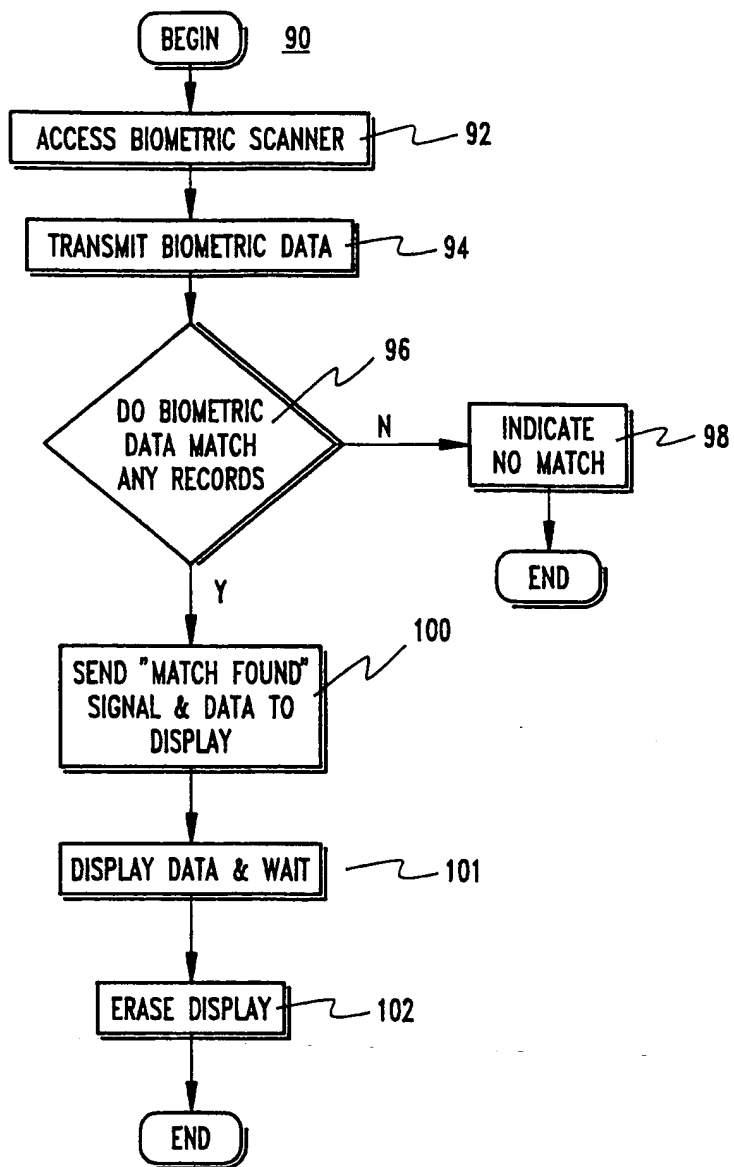 BEGIN
90
ACCESS BIOMETRIC SCANNER
92
TRANSMIT BIOMETRIC DATA
94
96
DO BIOMETRIC
DATA MATCH
ANY RECORDS
N
INDICATE
NO MATCH
98
END
Y
100
SEND "MATCH FOUND"
SIGNAL & DATA TO
DISPLAY
DISPLAY DATA & WAIT
101
ERASE DISPLAY
102
END